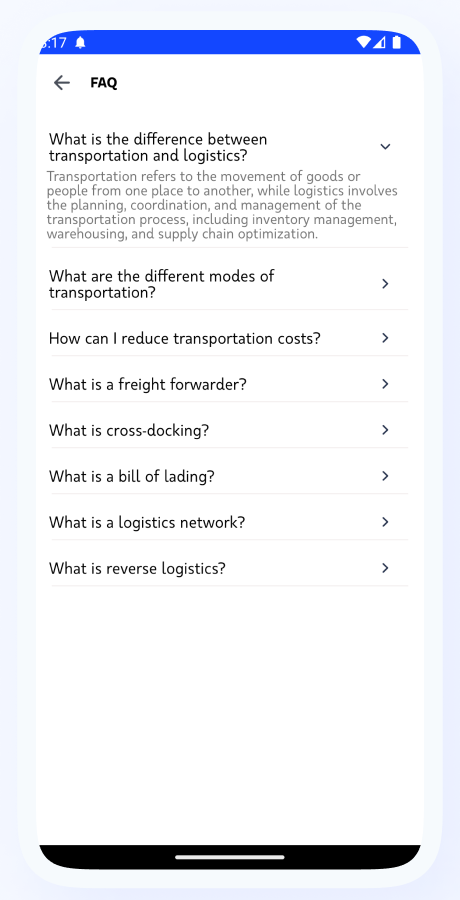 :17
FAQ
What is the difference between
transportation and logistics?
Transportation refers to the movement of goods or
people from one place to another, while logistics involves
the planning, coordination, and management of the
transportation process, including inventory management,
warehousing, and supply chain optimization.
What are the different modes of
transportation?
How can I reduce transportation costs?
What is a freight forwarder?
What is cross-docking?
What is a bill of lading?
What is a logistics network?
What is reverse logistics?